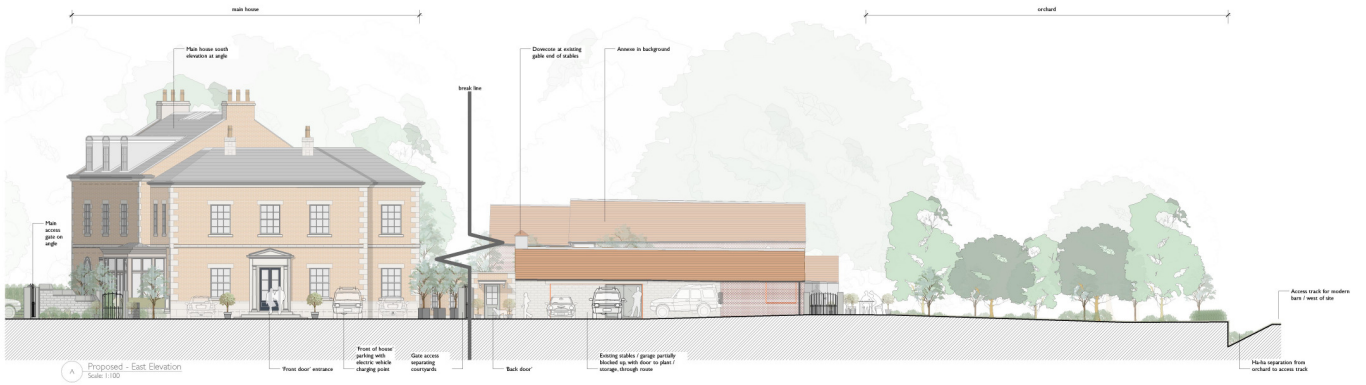 main house
orchard
Main house south
elevation at angle
Dovecote at existing
gable end of stables
Annexe in background
break line
Main
access
gate on
angle
Access track for modern
barn / west of site
'Front of house'
parking with
electric vehicle
charging point
Gate access
separating
courtyards
Existing stables / garage partially
blocked up, with door to plant /
storage, through route
Ha-ha separation from
orchard to access track
'Front door' entrance
'Back door'
A
Proposed - East Elevation
Scale: 1:100